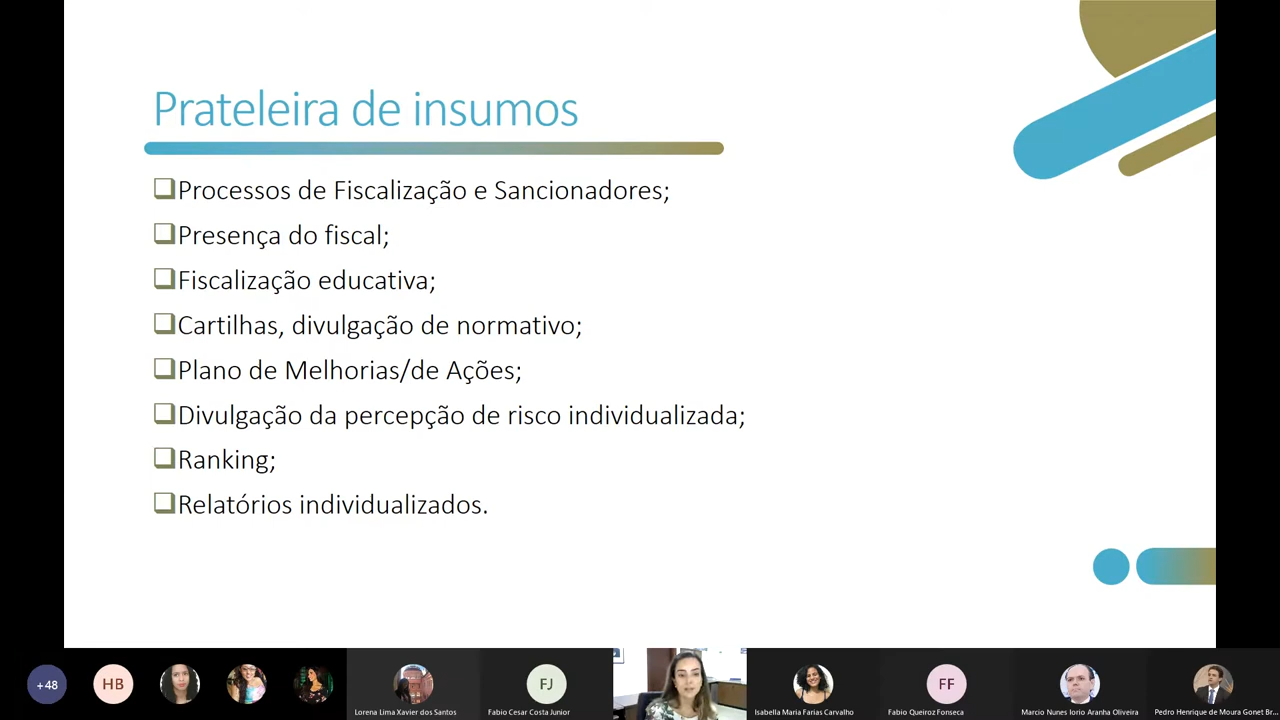 Prateleira de insumos
Processos de Fiscalização e Sancionadores;
Presença do fiscal;
Fiscalização educativa;
Cartilhas, divulgação de normativo;
Plano de Melhorias/de Ações;
Divulgação da percepção de risco individualizada;
Ranking;
Relatórios individualizados.
+48
HB
FJ
FF
Lorena Lima Xavier dos Santos
Fabio Cesar Costa Junior
Isabella Maria Farias Carvalho
Fabio Queiroz Fonseca
Marcio Nunes Iorio Aranha Oliveira
Pedro Henrique de Moura Gonet Br...